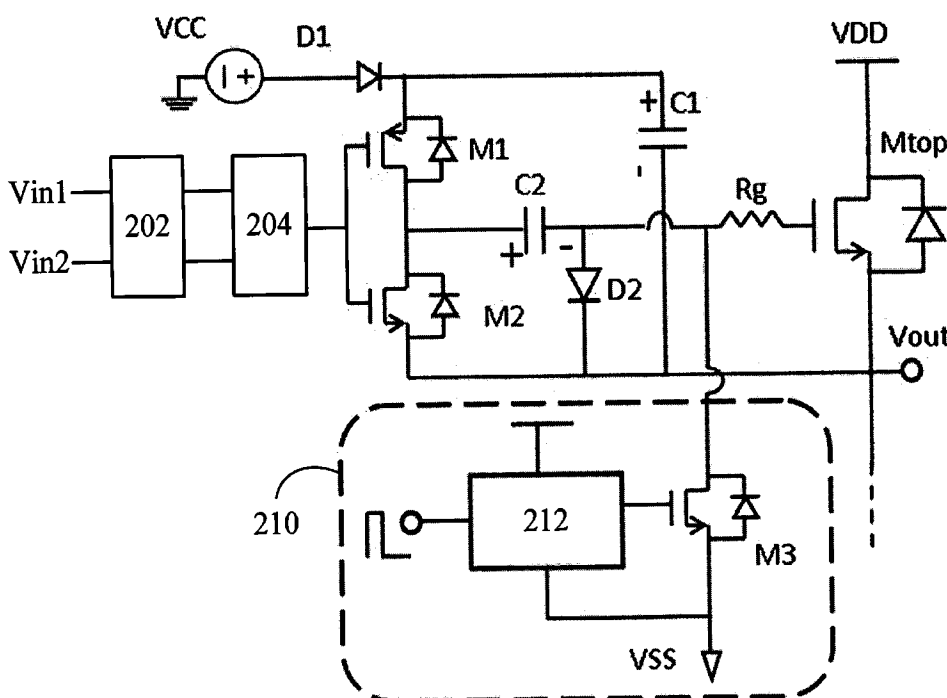 VCC
D1
VDD
+
C1
I +
-
M1
Mtop
Vin1
202
204
C2
Rg
Vin2
+
-
D2
M2
Vout
210
212
M3
VSS